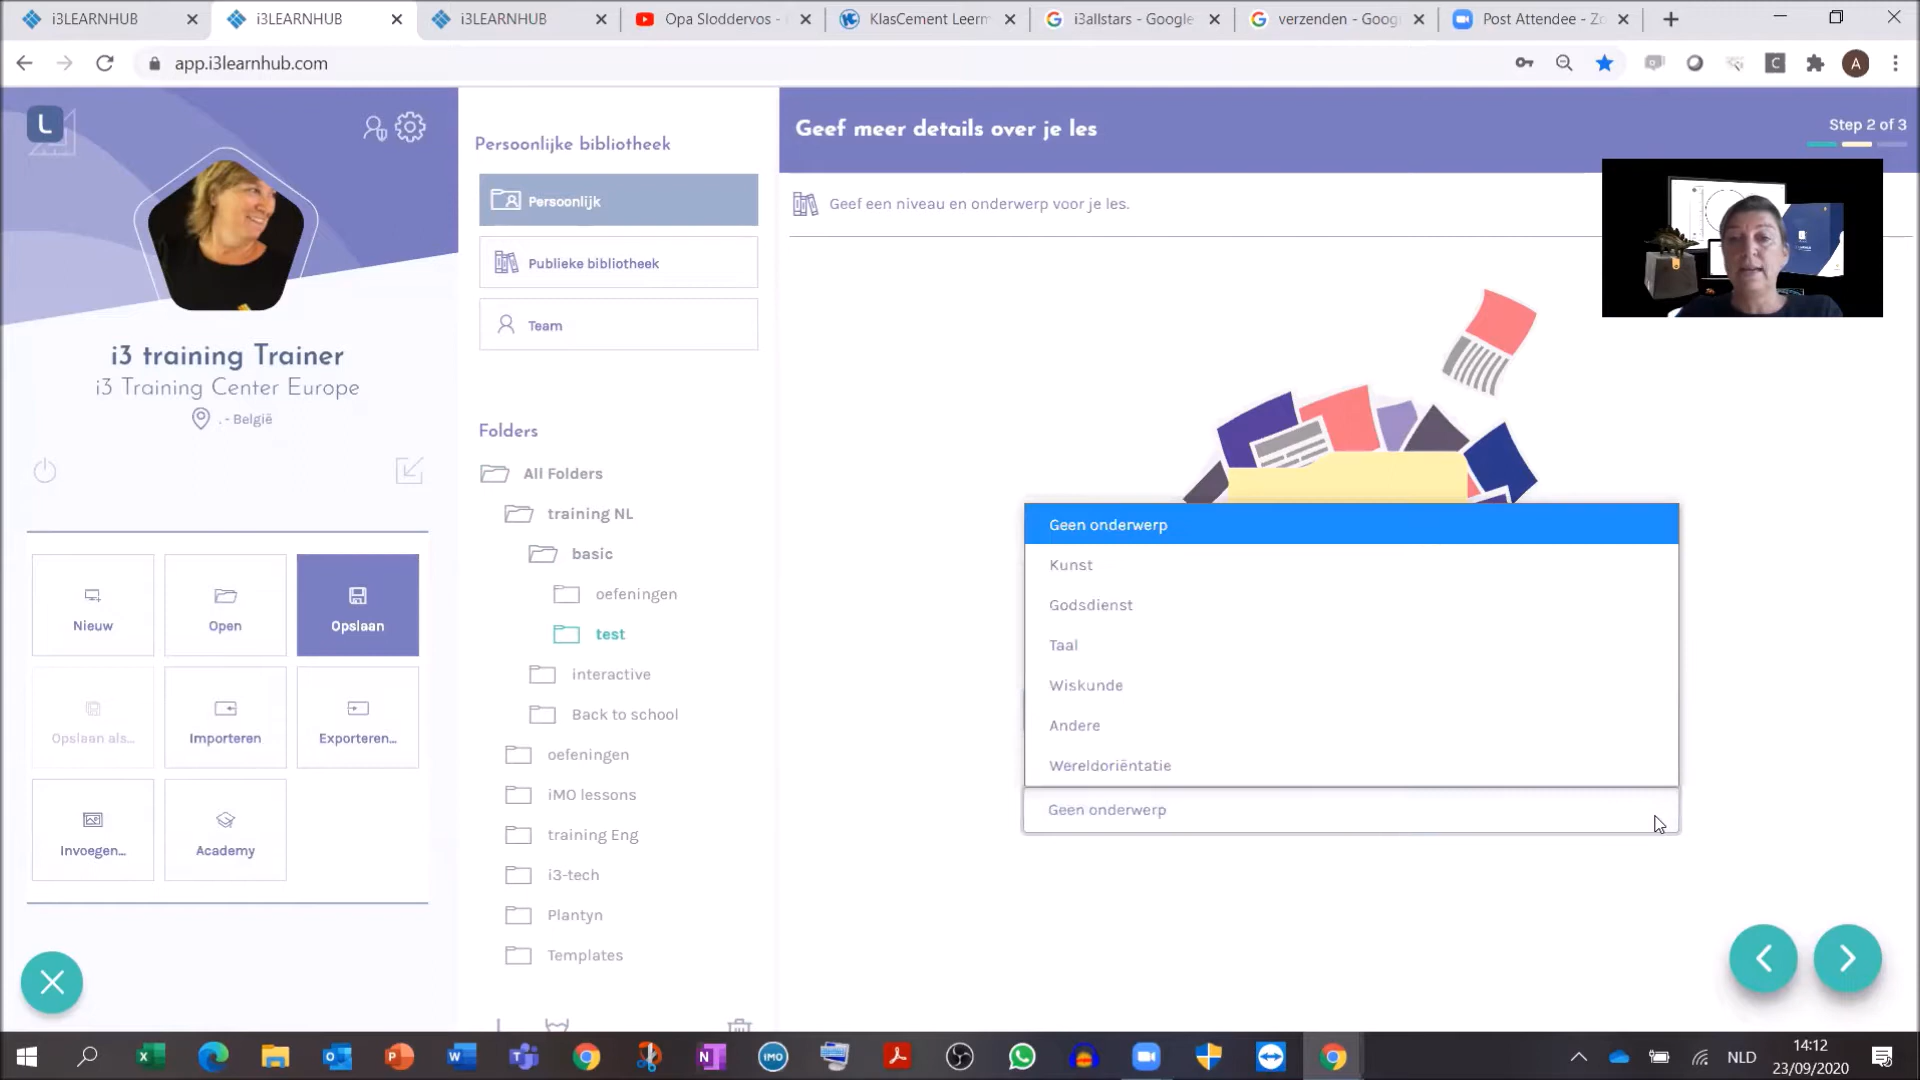 i3LEARNHUB
i3LEARNHUB
i3LEARNHUB
Opa Sloddervos -
KlasCement Leerm
i3allstars - Google
verzenden - Goog
Post Attendee - Zo
app.i3learnhub.com
A
C
L
i3 training Trainer
i3 Training Center Europe
. - België
Nieuw
Open
Opslaan
Opslaan als...
Importeren
Exporteren...
Invoegen...
Academy
Persoonlijke bibliotheek
Persoonlijk
Publieke bibliotheek
Team
Folders
All Folders
training NL
basic
oefeningen
test
interactive
Back to school
oefeningen
iMO lessons
training Eng
i3-tech
Plantyn
Templates
Geef meer details over je les
Step 2 of 3
Geef een niveau en onderwerp voor je les.
Geen onderwerp
Kunst
Godsdienst
Taal
Wiskunde
Andere
Wereldoriëntatie
Geen onderwerp
iMO
NLD
14:12
23/09/2020